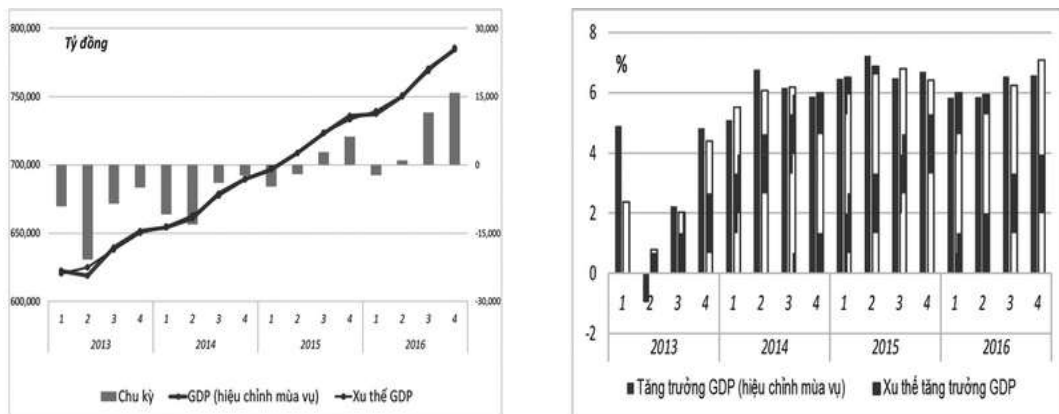 Tỷ đồng
800,000
750,000
700,000
650,000
600,000
30,000
15,000
0
-15,000
-30,000
1 2 3 4 1 2 3 4 1 2 3 4 1 2 3 4
2013 2014 2015 2016
Chu kỳ GDP (hiệu chỉnh mùa vụ) Xu thế GDP
%
8
6
4
2
0
-2
1 2 3 4 1 2 3 4 1 2 3 4 1 2 3 4
2013 2014 2015 2016
Tăng trưởng GDP (hiệu chỉnh mùa vụ) Xu thế tăng trưởng GDP